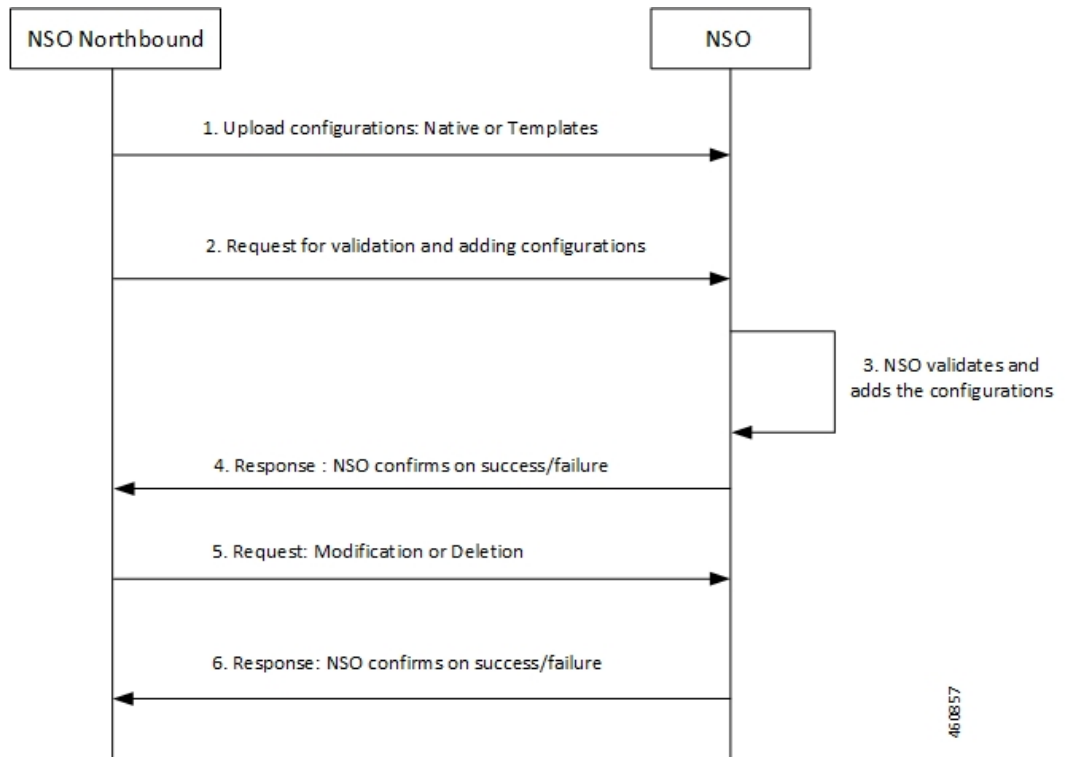 NSO Northbound
NSO
1. Upload configurations: Native or Templates
2. Request for validation and adding configurations
3. NSO validates and
adds the configurations
4. Response : NSO confirms on success/failure
5. Request: Modification or Deletion
6. Response: NSO confirms on success/failure
460857